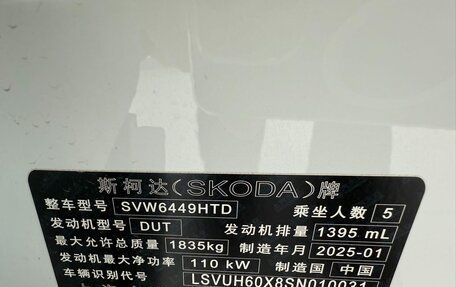 斯柯达(SKODA)牌
整车型号 SVW6449HTD 乘坐人数 5
发动机型号 DUT 发动机排量 1395 mL
最大允许总质量 1835kg 制造年月 2025-01
发动机最大净功率 110 kW 制造国 中国
车辆识别代号 LSVUH60X8SN010031